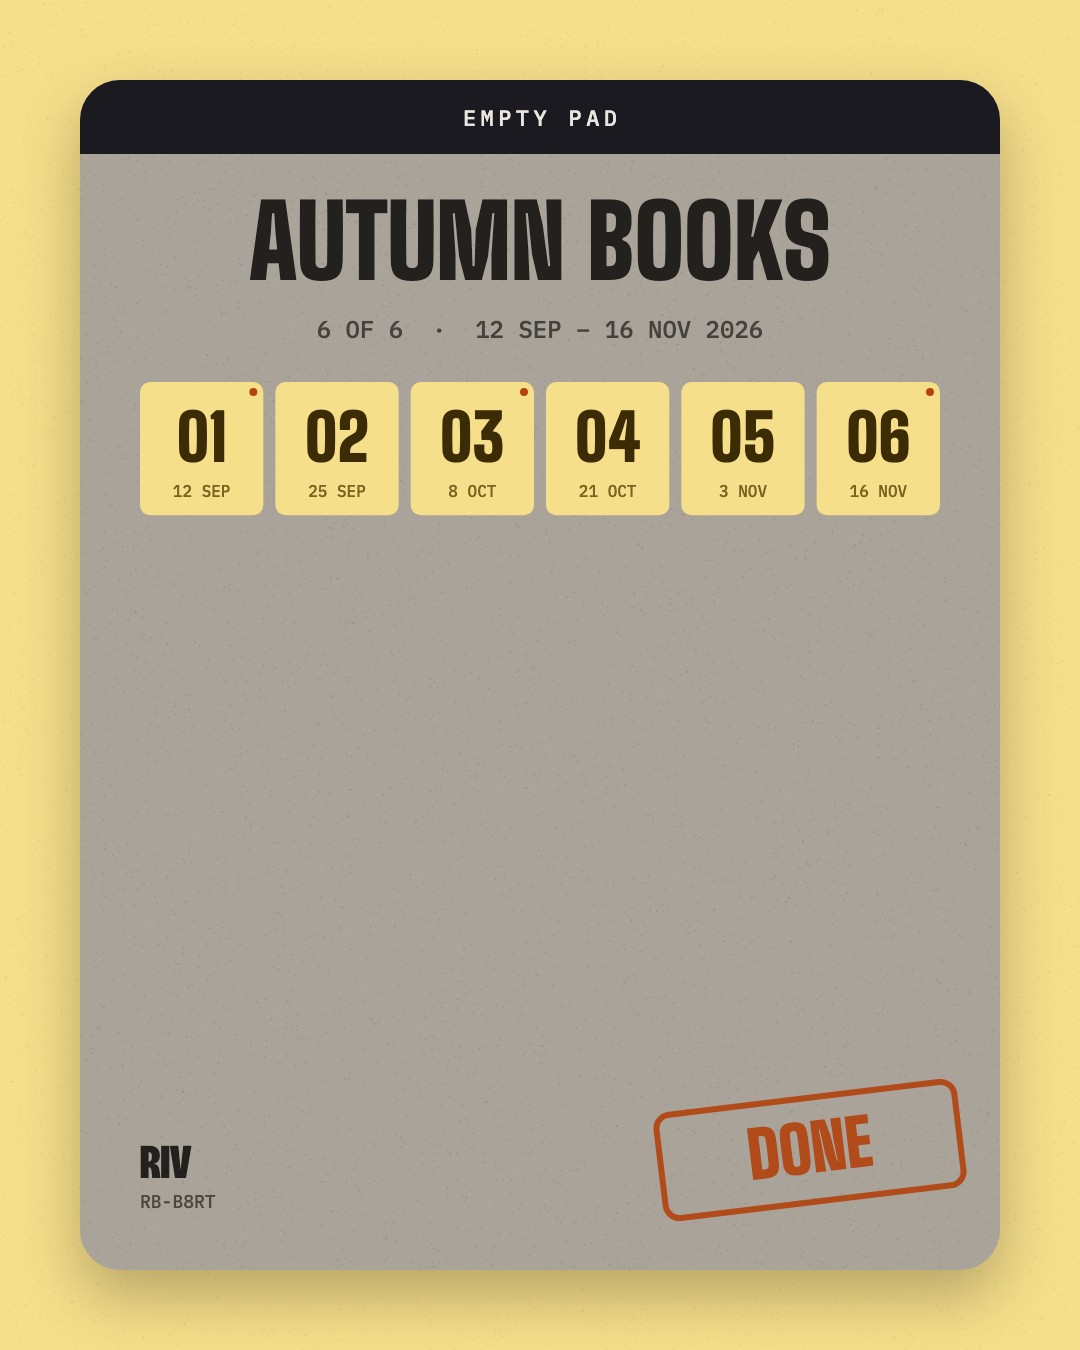 EMPTY PAD
AUTUMN BOOKS
6 OF 6 · 12 SEP – 16 NOV 2026
01 02 03 04 05 06
12 SEP 25 SEP 8 OCT 21 OCT 3 NOV 16 NOV
DONE
RIV
RB-B8RT